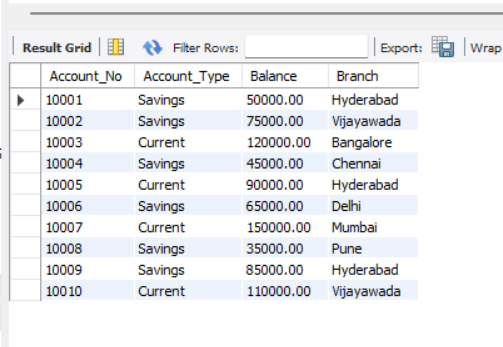 Result Grid Filter Rows: Export: Wrap
Account_No Account_Type Balance Branch
10001 Savings 50000.00 Hyderabad
10002 Savings 75000.00 Vijayawada
10003 Current 120000.00 Bangalore
10004 Savings 45000.00 Chennai
10005 Current 90000.00 Hyderabad
10006 Savings 65000.00 Delhi
10007 Current 150000.00 Mumbai
10008 Savings 35000.00 Pune
10009 Savings 85000.00 Hyderabad
10010 Current 110000.00 Vijayawada